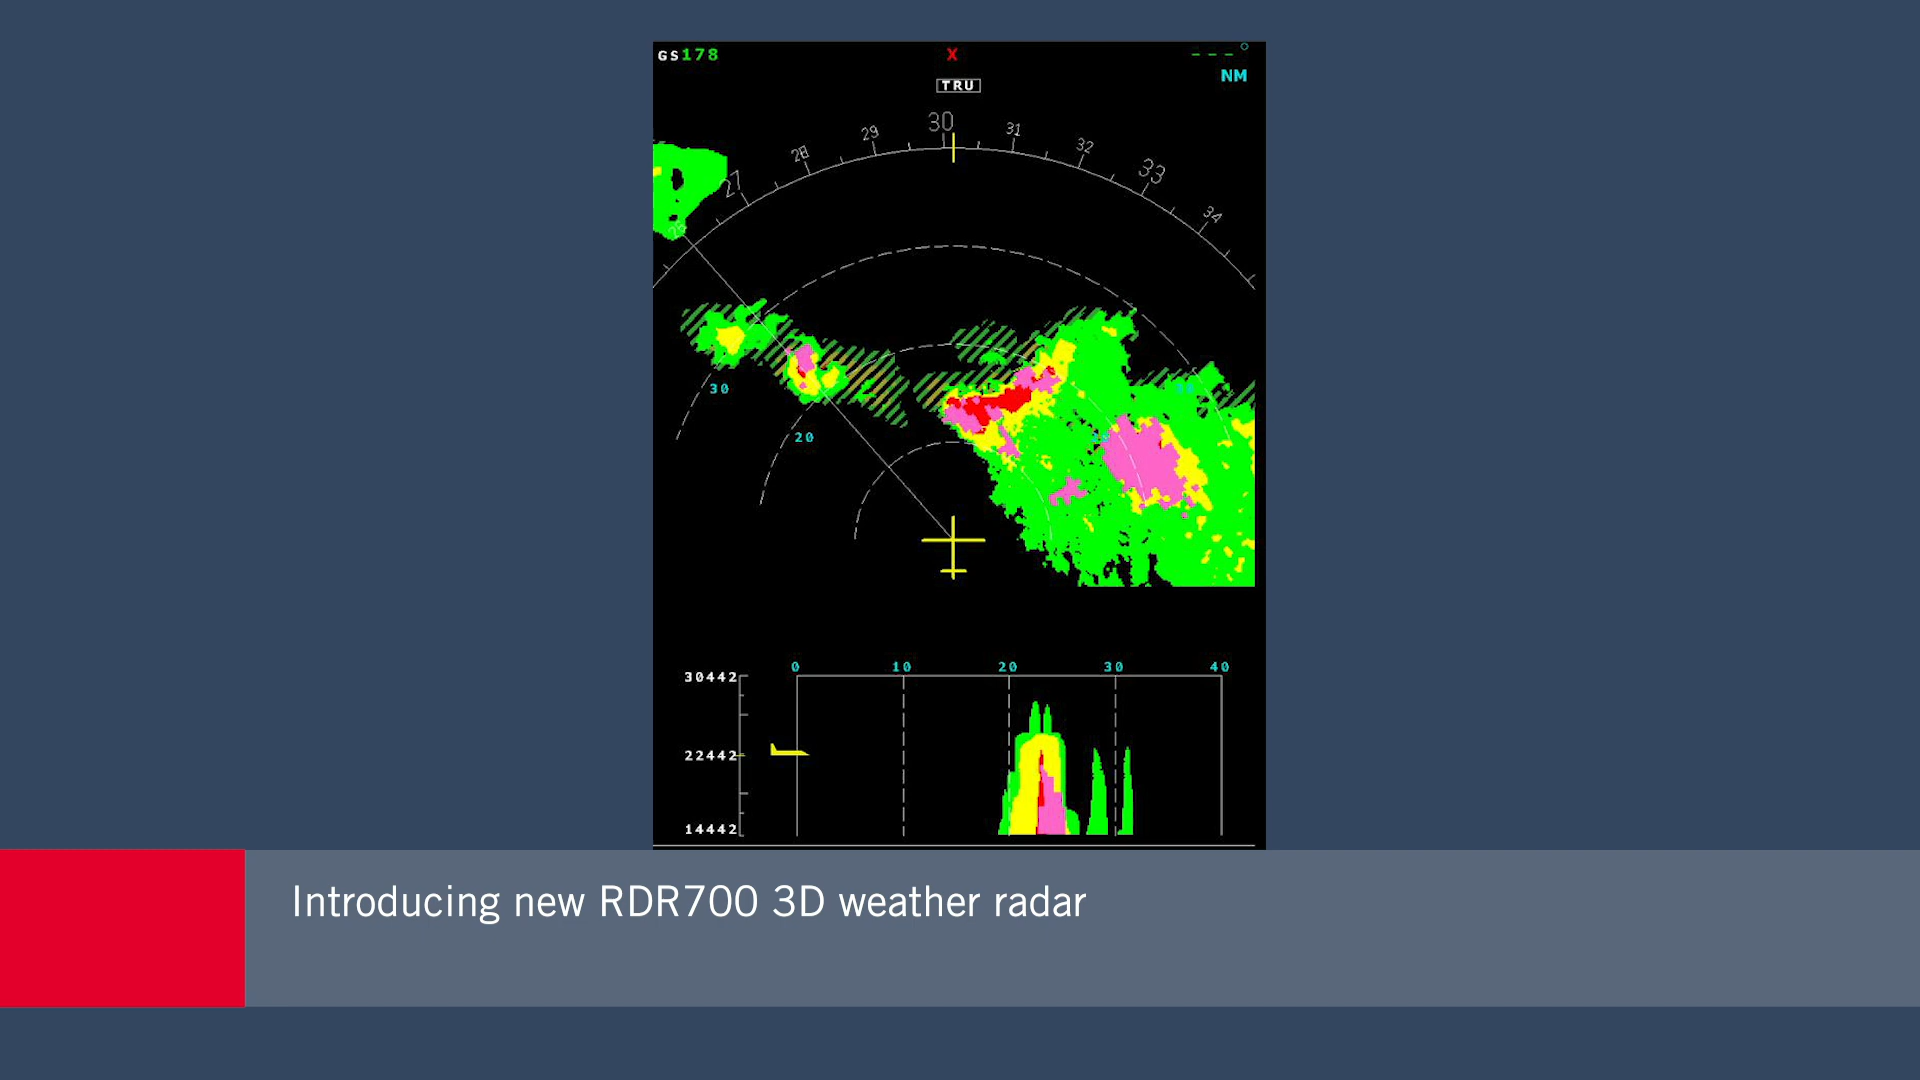 GS178
X
- - - °
NM
TRU
30
29
31
28
32
27
33
34
30
20
0 10 20 30 40
30442
22442
14442
Introducing new RDR700 3D weather radar